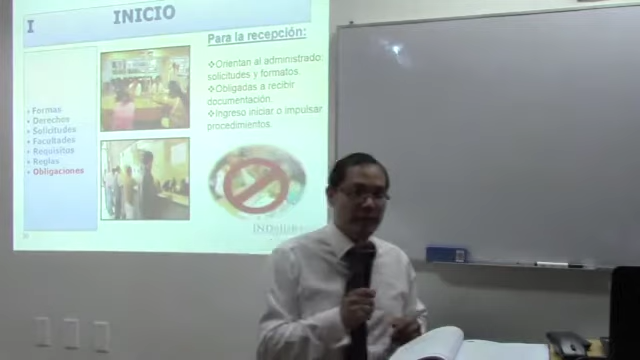 I
INICIO
Para la recepción:
❖Orientan al administrado:
solicitudes y formatos.
❖Obligadas a recibir
documentación.
❖Ingreso iniciar o impulsar
procedimientos.
• Formas
• Derechos
• Solicitudes
• Facultades
• Requisitos
• Reglas
• Obligaciones